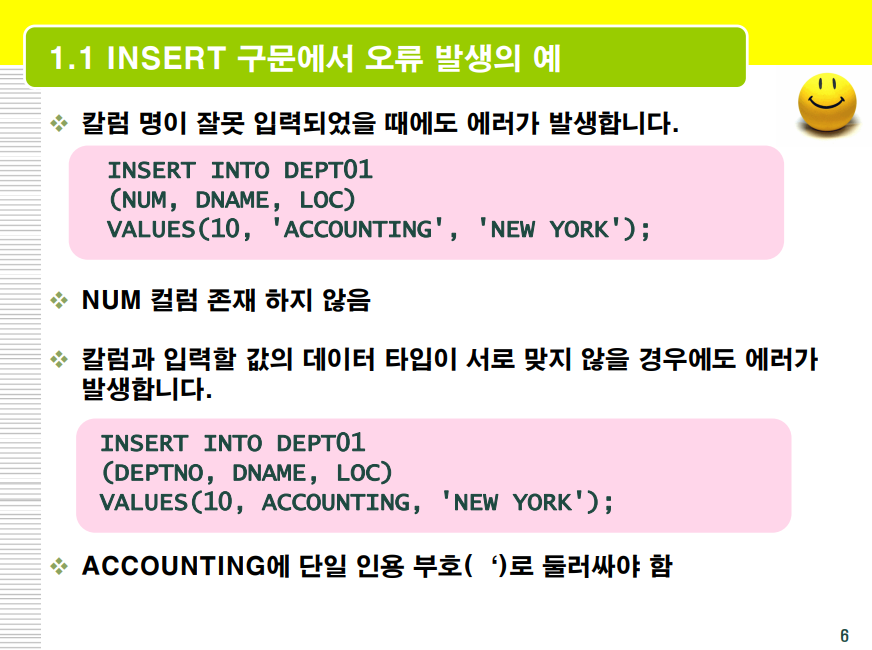 1.1 INSERT 구문에서 오류 발생의 예
칼럼 명이 잘못 입력되었을 때에도 에러가 발생합니다.
INSERT INTO DEPT01
(NUM, DNAME, LOC)
VALUES(10, 'ACCOUNTING', 'NEW YORK');
NUM 컬럼 존재 하지 않음
칼럼과 입력할 값의 데이터 타입이 서로 맞지 않을 경우에도 에러가
발생합니다.
INSERT INTO DEPT01
(DEPTNO, DNAME, LOC)
VALUES(10, ACCOUNTING, 'NEW YORK');
ACCOUNTING에 단일 인용 부호( ‘)로 둘러싸야 함
6